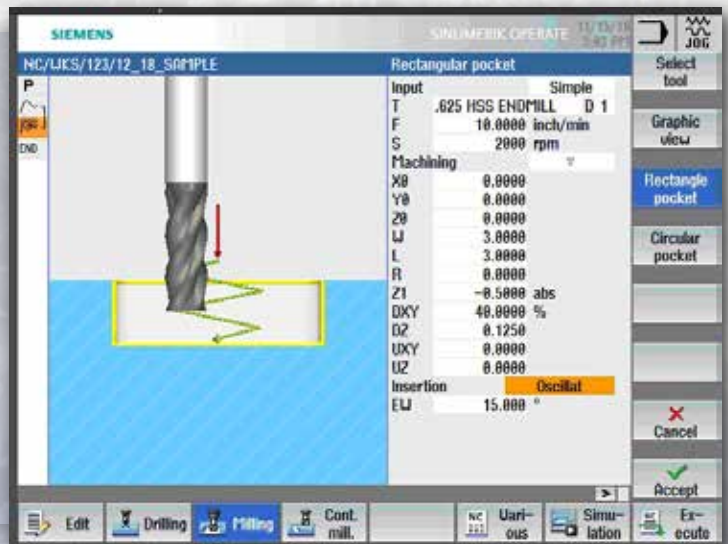 SIEMENS
SINUMERIK OPERATE
JOG
NC/WKS/123/12_18_SAMPLE
Rectangular pocket
Select tool
P
END
Input Simple
T .625 HSS ENDMILL D 1
F 10.0000 inch/min
S 2000 rpm
Machining ▽
X0 0.0000
Y0 0.0000
Z0 0.0000
W 3.0000
L 3.0000
R 0.0000
Z1 -0.5000 abs
DXY 40.0000 %
DZ 0.1250
UXY 0.0000
UZ 0.0000
Insertion Oscillat
EW 15.000 °
Graphic
view
Rectangle
pocket
Circular
pocket
Cancel
Accept
Edit
Drilling
Milling
Cont.
mill.
NC
Vari-
ous
Simu-
lation
Ex-
ecute